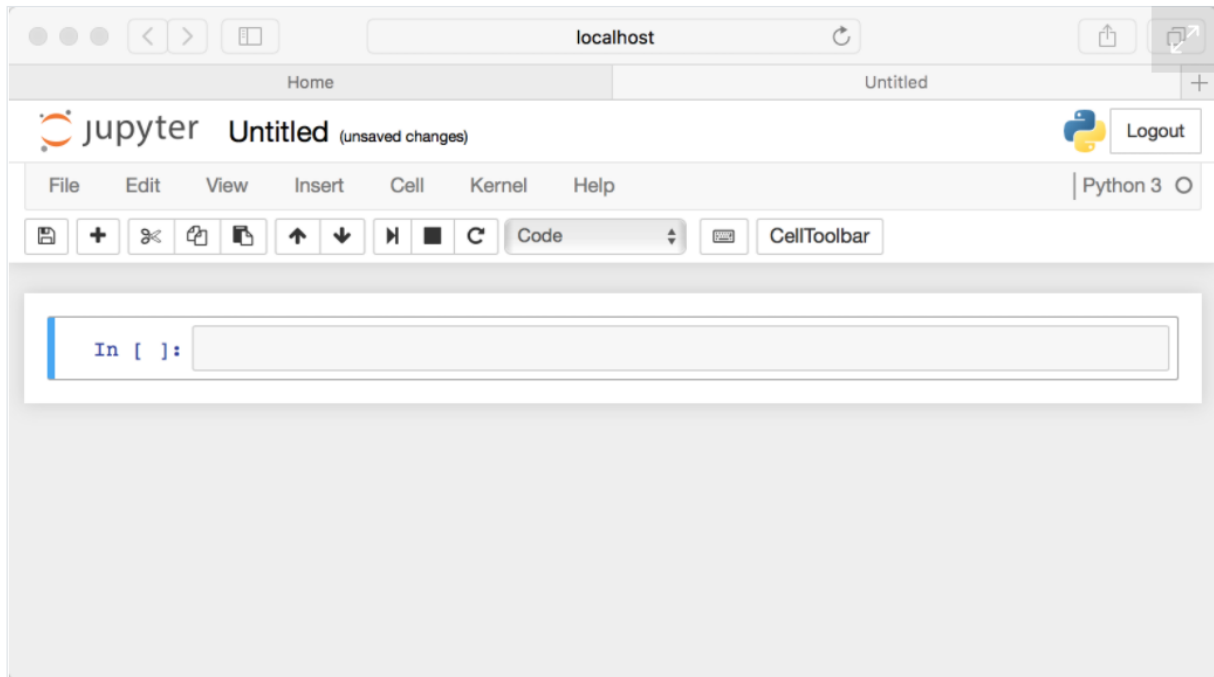 localhost
Home Untitled
jupyter Untitled (unsaved changes) Logout
File Edit View Insert Cell Kernel Help Python 3
Code CellToolbar
In [ ]: